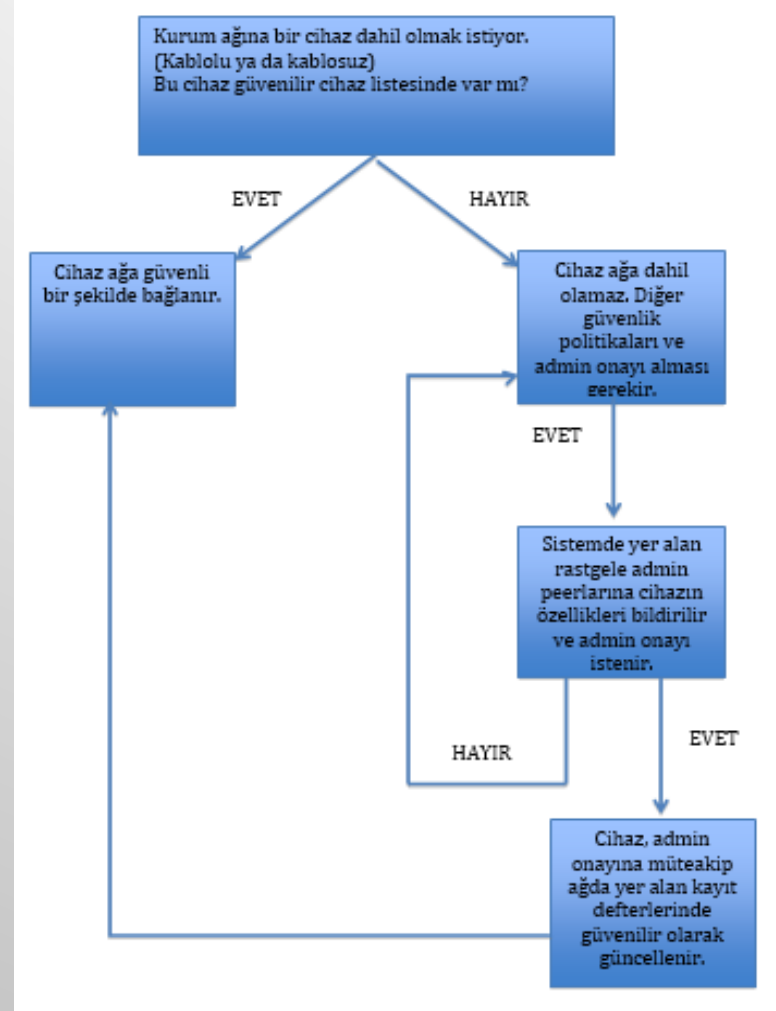 Kurum ağına bir cihaz dahil olmak istiyor.
(Kablolu ya da kablosuz)
Bu cihaz güvenilir cihaz listesinde var mı?
EVET
HAYIR
Cihaz ağa güvenli
bir şekilde bağlanır.
Cihaz ağa dahil
olamaz. Diğer
güvenlik
politikaları ve
admin onayı alması
gerekir.
EVET
Sistemde yer alan
rastgele admin
peerlarına cihazın
özellikleri bildirilir
ve admin onayı
istenir.
HAYIR
EVET
Cihaz, admin
onayına müteakip
ağda yer alan kayıt
defterlerinde
güvenilir olarak
güncellenir.